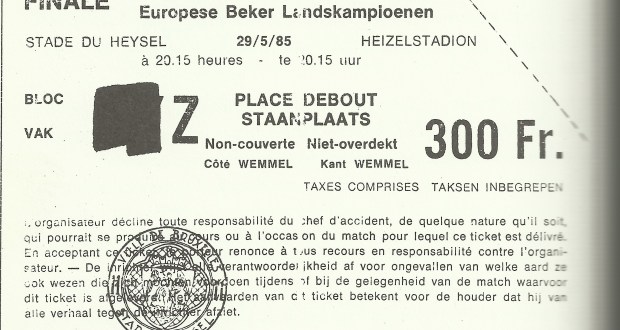 FINALE
Europese Beker Landskampioenen
STADE DU HEYSEL 29/5/85 HEIZELSTADION
à 20.15 heures - te 20.15 uur
BLOC Z PLACE DEBOUT
VAK STAANPLAATS 300 Fr.
Non-couverte Niet-overdekt
Côté WEMMEL Kant WEMMEL
TAXES COMPRISES TAKSEN INBEGREPEN
L'organisateur décline toute responsabilité du chef d'accident, de quelque nature qu'il soit,
qui pourrait se produire au cours ou à l'occasion du match pour lequel ce ticket est délivré.
En acceptant ce ticket le porteur renonce à tous recours en responsabilité contre l'organi-
sateur. — De inrichter wijst alle verantwoordelijkheid af voor ongevallen van welke aard ze
ook wezen die zich mochten voordoen tijdens of bij de gelegenheid van de match waarvoor
dit ticket is afgeleverd. Het aanvaarden van dit ticket betekent voor de houder dat hij van
alle verhaal tegen de inrichter afziet.
VILLE DE BRUXELLES